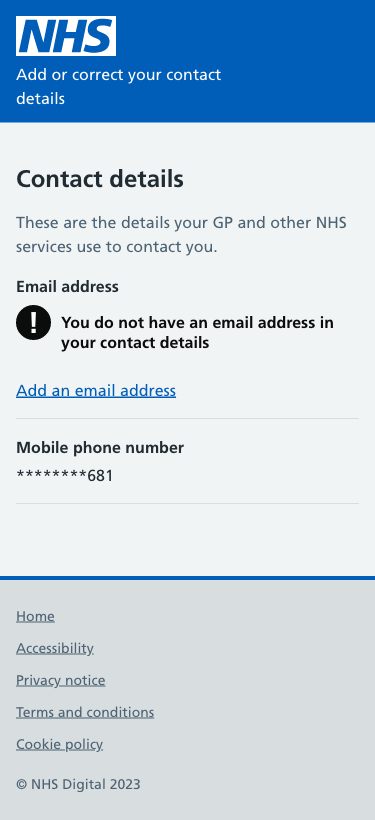 NHS
Add or correct your contact
details
Contact details
These are the details your GP and other NHS
services use to contact you.
Email address
!
You do not have an email address in
your contact details
Add an email address
Mobile phone number
********681
Home
Accessibility
Privacy notice
Terms and conditions
Cookie policy
© NHS Digital 2023